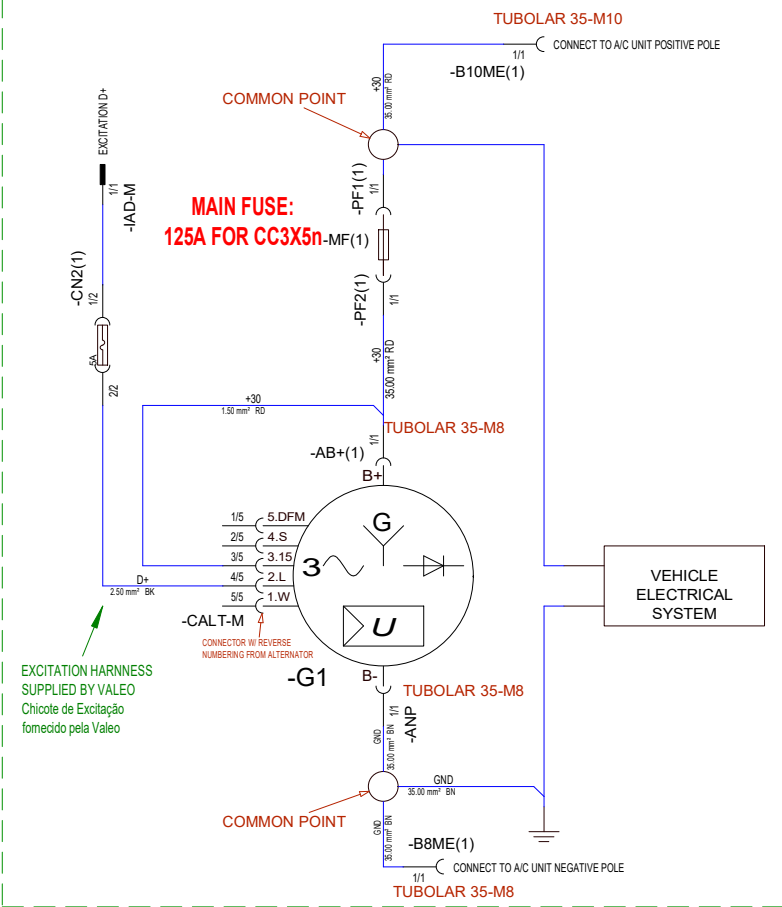 TUBOLAR 35-M10
CONNECT TO A/C UNIT POSITIVE POLE
1/1
-B10ME(1)
+30
35.00 mm² RD
COMMON POINT
EXCITATION D+
1/1
-IAD-M
-PF1(1)
1/1
MAIN FUSE:
125A FOR CC3X5n
-MF(1)
-CN2(1)
1/2
5A
2/2
-PF2(1)
1/1
+30
35.00 mm² RD
+30
1.50 mm² RD
TUBOLAR 35-M8
1/1
-AB+(1)
B+
G
3
U
1/5 5.DFM
2/5 4.S
3/5 3.15
4/5 2.L
5/5 1.W
D+
2.50 mm² BK
-CALT-M
CONNECTOR W/ REVERSE
NUMBERING FROM ALTERNATOR
-G1
VEHICLE
ELECTRICAL
SYSTEM
EXCITATION HARNNESS
SUPPLIED BY VALEO
Chicote de Excitação
fornecido pela Valeo
B-
TUBOLAR 35-M8
1/1
-ANP
GND
35.00 mm² BN
GND
35.00 mm² BN
COMMON POINT
GND
35.00 mm² BN
-B8ME(1)
CONNECT TO A/C UNIT NEGATIVE POLE
1/1
TUBOLAR 35-M8